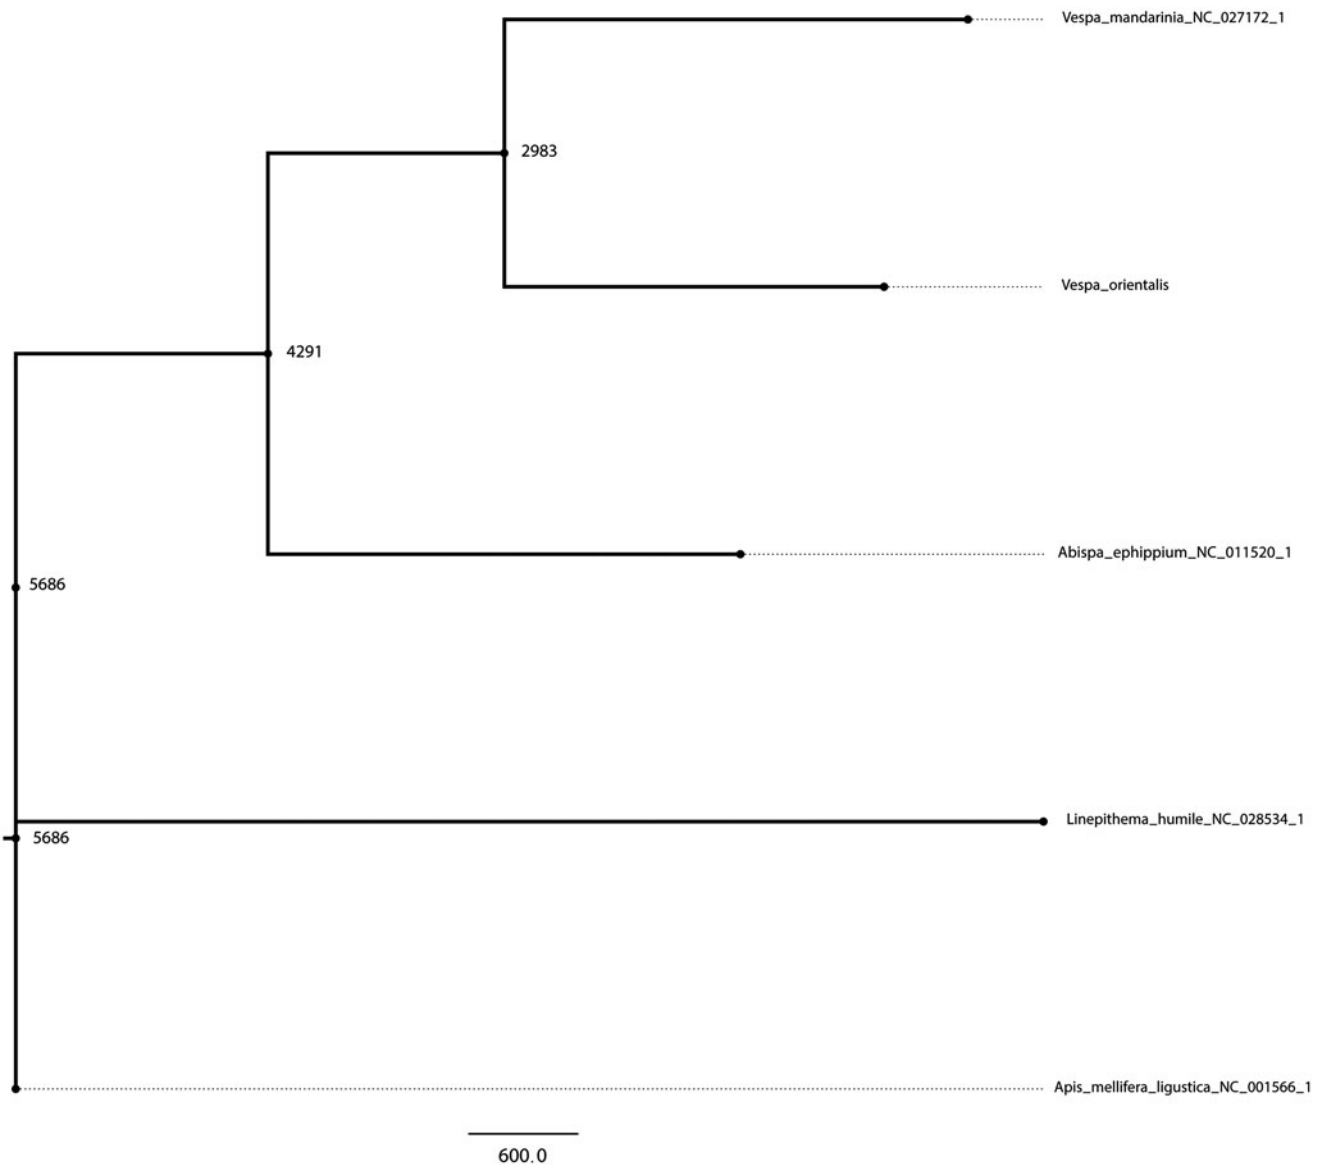 Vespa_mandarinia_NC_027172_1
2983
Vespa_orientalis
4291
Abispa_ephippium_NC_011520_1
5686
Linepithema_humile_NC_028534_1
5686
Apis_mellifera_ligustica_NC_001566_1
600.0